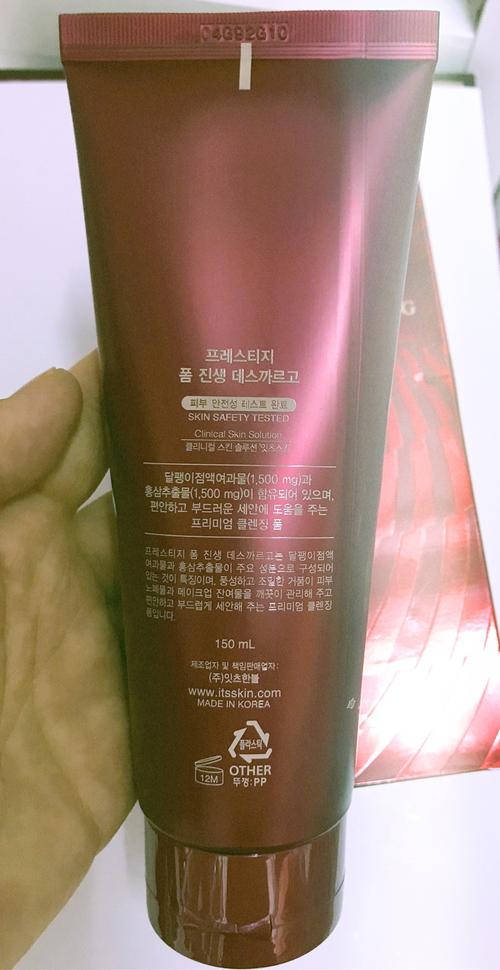 04G92G10
프레스티지
폼 진생 데스까르고
피부 안전성 테스트 완료
SKIN SAFETY TESTED
Clinical Skin Solution
클리니컬 스킨 솔루션 '잇츠스킨'
달팽이점액여과물(1,500 mg)과
홍삼추출물(1,500 mg)이 함유되어 있으며,
편안하고 부드러운 세안에 도움을 주는
프리미엄 클렌징 폼
프레스티지 폼 진생 데스까르고는 달팽이점액
여과물과 홍삼추출물이 주요 성분으로 구성되어
있는 것이 특징이며, 풍성하고 조밀한 거품이 피부
노폐물과 메이크업 잔여물을 깨끗이 관리해 주고
편안하고 부드럽게 세안해 주는 프리미엄 클렌징
폼입니다.
150 mL
제조업자 및 책임판매업자:
(주)잇츠한불
www.itsskin.com
MADE IN KOREA
플라스틱
12M
OTHER
뚜껑:PP
G